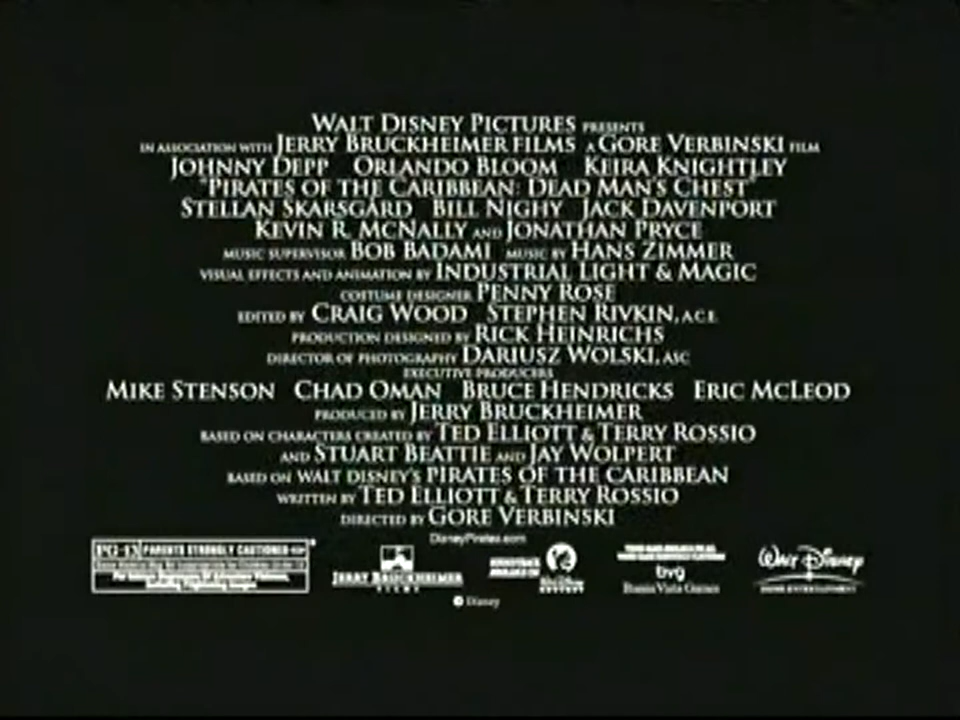 WALT DISNEY PICTURES PRESENTS
IN ASSOCIATION WITH JERRY BRUCKHEIMER FILMS A GORE VERBINSKI FILM
JOHNNY DEPP ORLANDO BLOOM KEIRA KNIGHTLEY
"PIRATES OF THE CARIBBEAN: DEAD MAN'S CHEST"
STELLAN SKARSGARD BILL NIGHY JACK DAVENPORT
KEVIN R. MCNALLY AND JONATHAN PRYCE
MUSIC SUPERVISOR BOB BADAMI MUSIC BY HANS ZIMMER
VISUAL EFFECTS AND ANIMATION BY INDUSTRIAL LIGHT & MAGIC
COSTUME DESIGNER PENNY ROSE
EDITED BY CRAIG WOOD STEPHEN RIVKIN, A.C.E.
PRODUCTION DESIGNED BY RICK HEINRICHS
DIRECTOR OF PHOTOGRAPHY DARIUSZ WOLSKI, ASC
EXECUTIVE PRODUCERS
MIKE STENSON CHAD OMAN BRUCE HENDRICKS ERIC MCLEOD
PRODUCED BY JERRY BRUCKHEIMER
BASED ON CHARACTERS CREATED BY TED ELLIOTT & TERRY ROSSIO
AND STUART BEATTIE AND JAY WOLPERT
BASED ON WALT DISNEY'S PIRATES OF THE CARIBBEAN
WRITTEN BY TED ELLIOTT & TERRY ROSSIO
DIRECTED BY GORE VERBINSKI
DisneyPirates.com
PG-13 PARENTS STRONGLY CAUTIONED
JERRY BRUCKHEIMER FILMS
bvg
Buena Vista Games
Walt Disney
HOME ENTERTAINMENT
© Disney